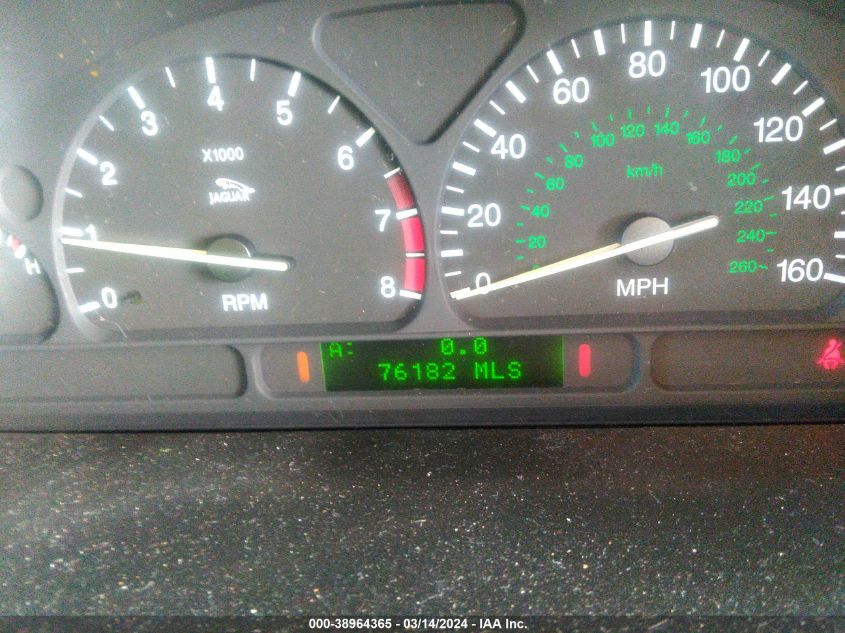 0 1 2 3 4 5 6 7 8
X1000
JAGUAR
RPM
H
0 20 40 60 80 100 120 140 160
20 40 60 80 100 120 140 160 180 200 220 240 260
km/h
MPH
A: 0.0
76182 MLS
000-38964365 - 03/14/2024 - IAA Inc.